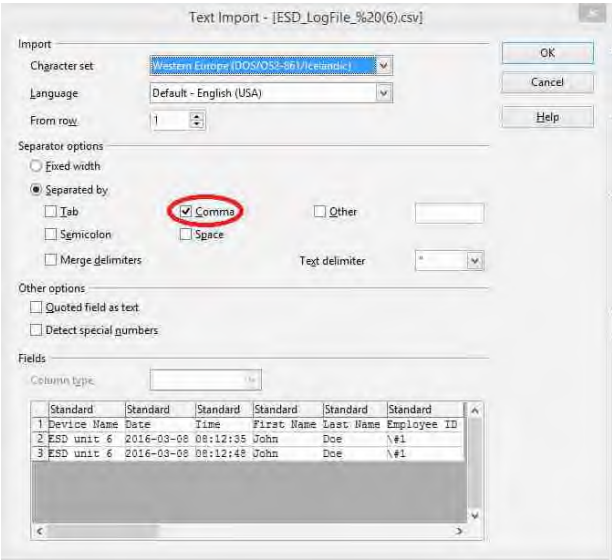 Text Import - [ESD_LogFile_%20(6).csv]
Import
Character set Western Europe (DOS/OS2-861/Icelandic)
Language Default - English (USA)
From row 1
OK
Cancel
Help
Separator options
Fixed width
Separated by
Tab Comma Other
Semicolon Space
Merge delimiters Text delimiter "
Other options
Quoted field as text
Detect special numbers
Fields
Column type
Standard Standard Standard Standard Standard Standard
1 Device Name Date Time First Name Last Name Employee ID
2 ESD unit 6 2016-03-08 08:12:35 John Doe \#1
3 ESD unit 6 2016-03-08 08:12:48 John Doe \#1